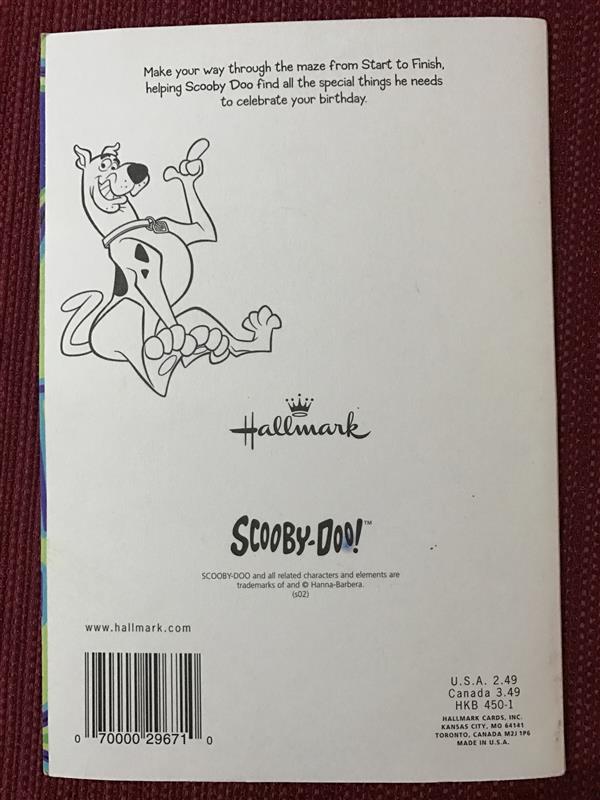 Make your way through the maze from Start to Finish,
helping Scooby Doo find all the special things he needs
to celebrate your birthday.
Hallmark
SCOOBY-DOO!™
SCOOBY-DOO and all related characters and elements are
trademarks of and © Hanna-Barbera.
(s02)
www.hallmark.com
0 70000 29671 0
U.S.A. 2.49
Canada 3.49
HKB 450-1
HALLMARK CARDS, INC.
KANSAS CITY, MO 64141
TORONTO, CANADA M2J 1P6
MADE IN U.S.A.